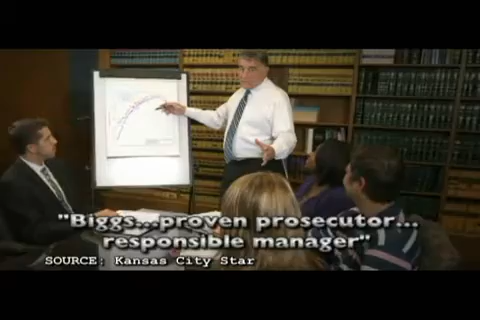 "Biggs...proven prosecutor...
responsible manager"
SOURCE: Kansas City Star